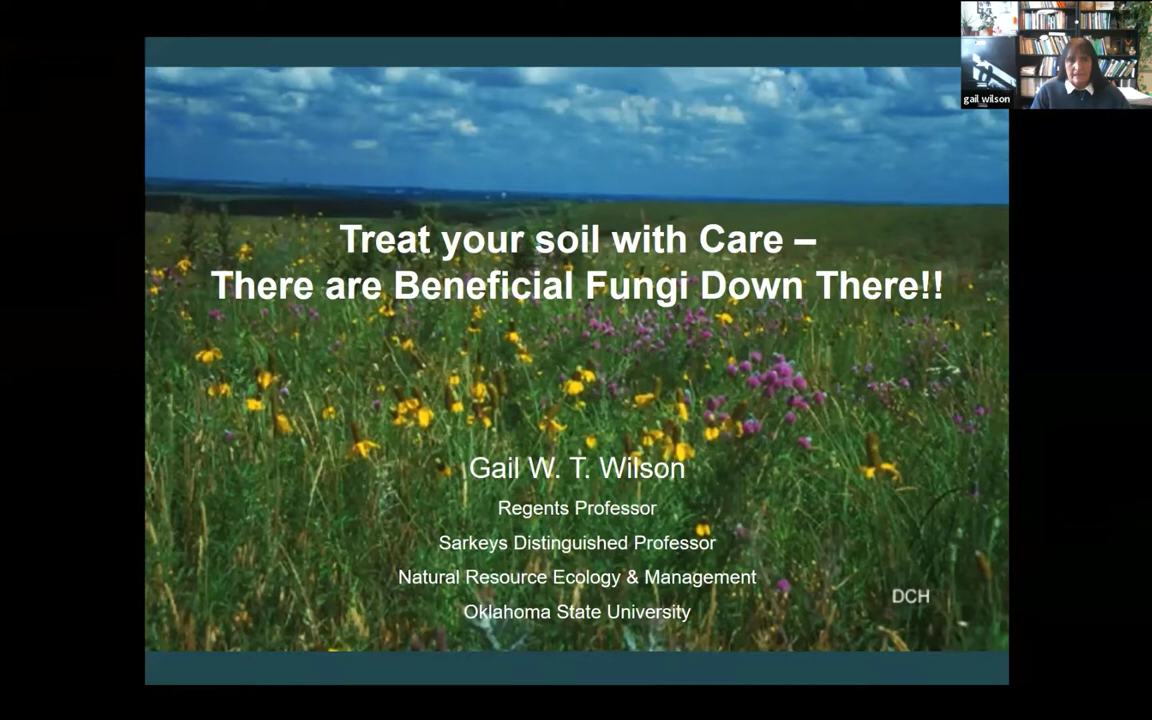 gail wilson
Treat your soil with Care –
There are Beneficial Fungi Down There!!
Gail W. T. Wilson
Regents Professor
Sarkeys Distinguished Professor
Natural Resource Ecology & Management
DCH
Oklahoma State University